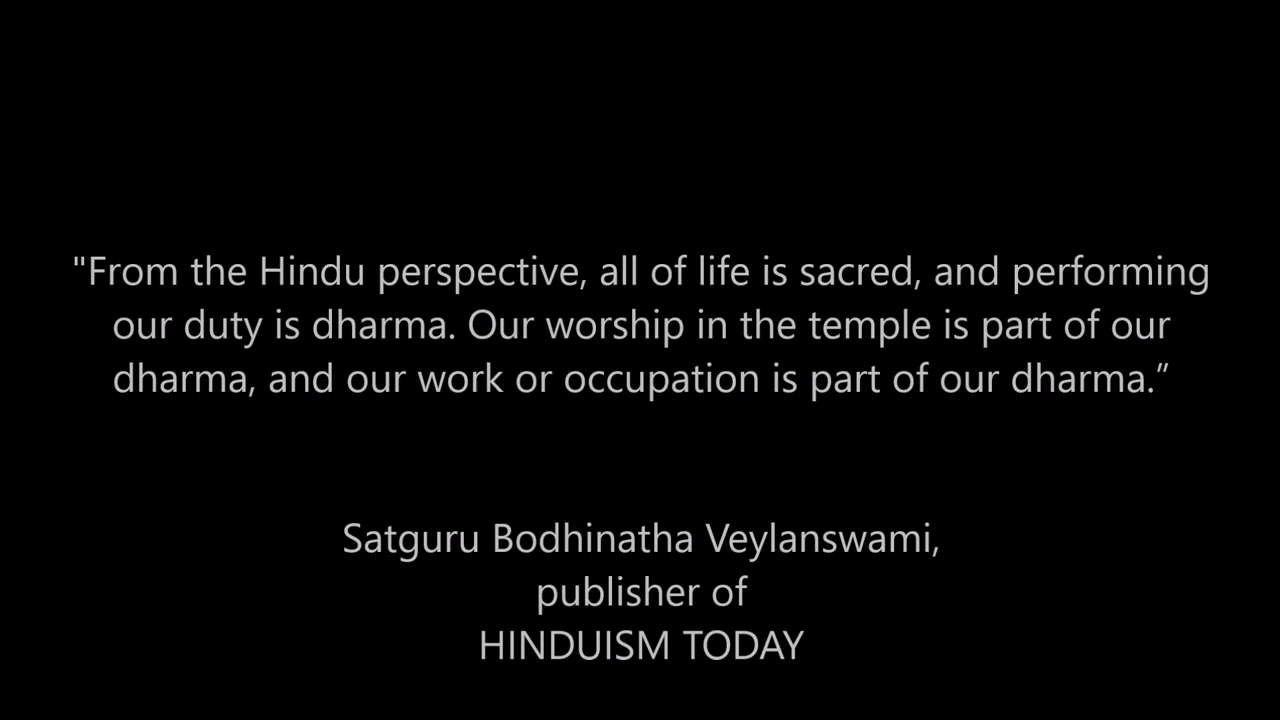 "From the Hindu perspective, all of life is sacred, and performing
our duty is dharma. Our worship in the temple is part of our
dharma, and our work or occupation is part of our dharma.”
Satguru Bodhinatha Veylanswami,
publisher of
HINDUISM TODAY